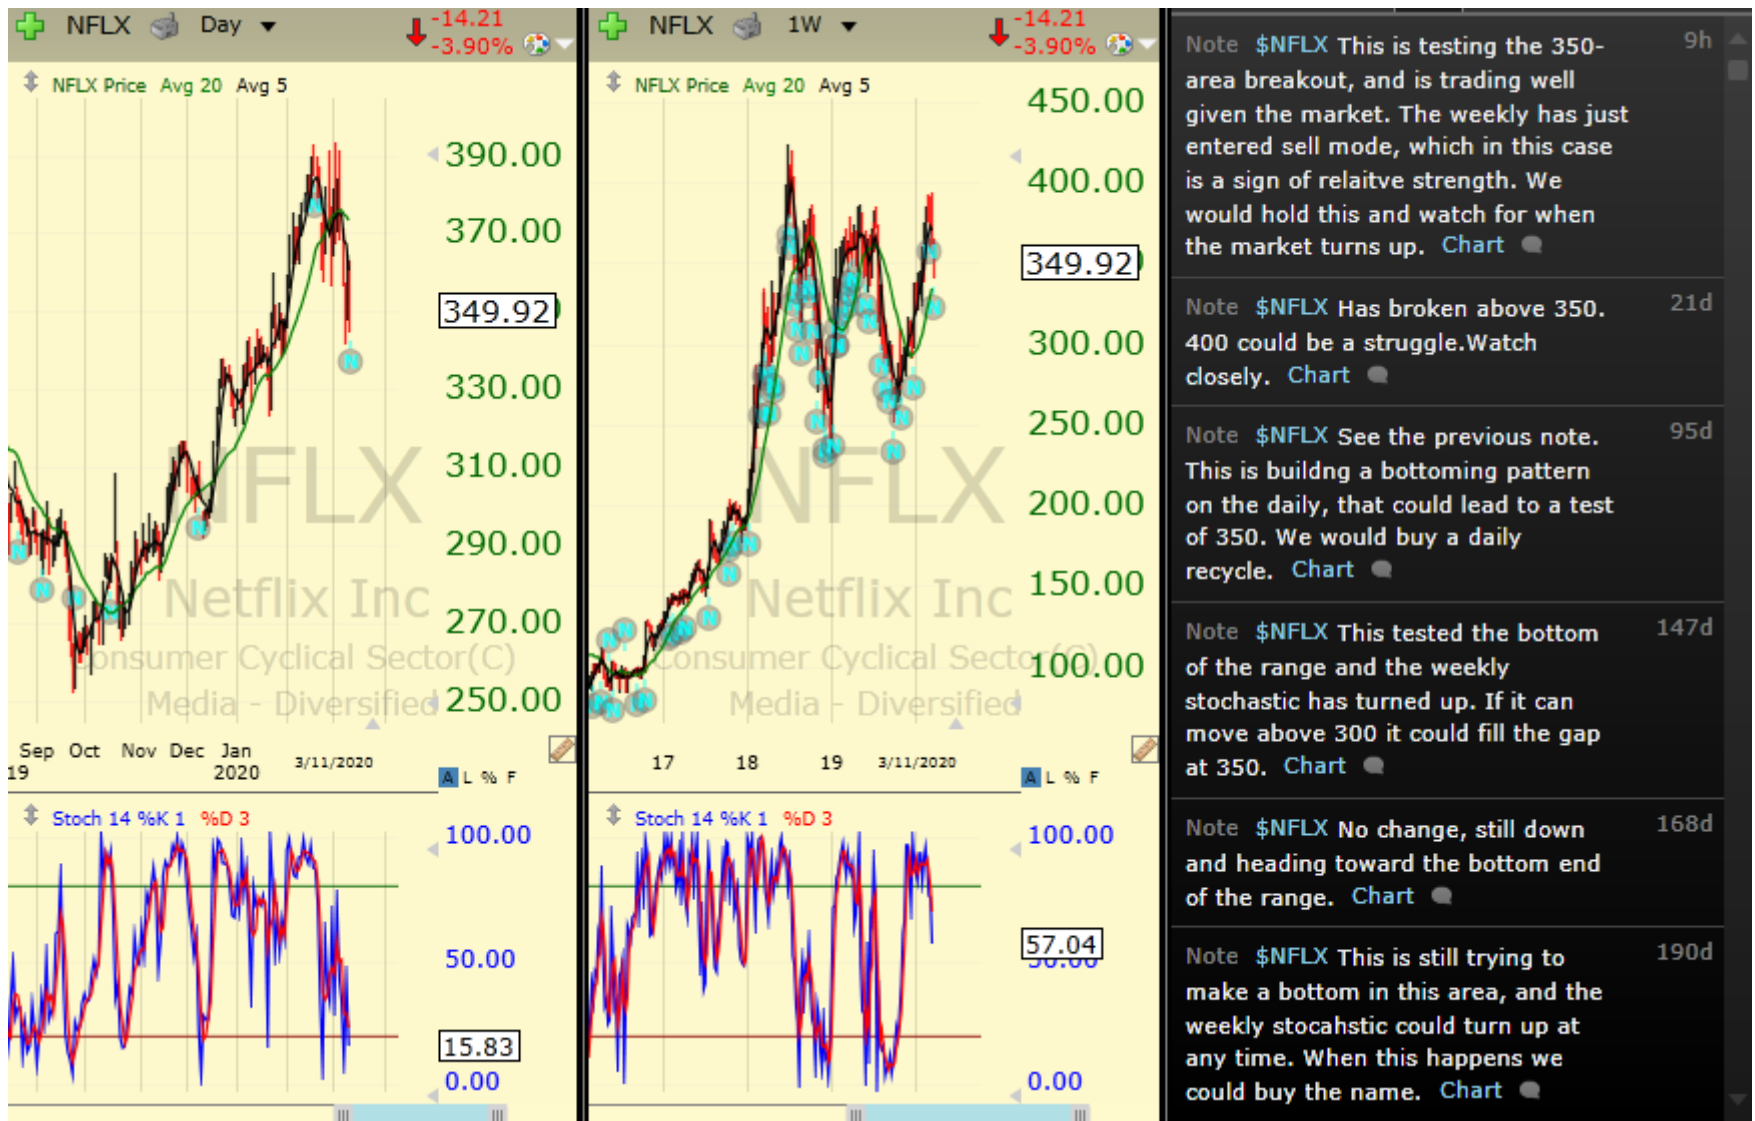 NFLX Day
-14.21
-3.90%
NFLX Price Avg 20 Avg 5
390.00
370.00
349.92
330.00
310.00
290.00
270.00
250.00
NFLX
Netflix Inc
Consumer Cyclical Sector(C)
Media - Diversified
Sep Oct Nov Dec Jan
19 2020 3/11/2020
A L % F
Stoch 14 %K 1 %D 3
100.00
50.00
15.83
0.00
NFLX 1W
-14.21
-3.90%
NFLX Price Avg 20 Avg 5
450.00
400.00
349.92
300.00
250.00
200.00
150.00
100.00
NFLX
Netflix Inc
Consumer Cyclical Sector(C)
Media - Diversified
17 18 19 3/11/2020
A L % F
Stoch 14 %K 1 %D 3
100.00
57.04
50.00
0.00
Note $NFLX This is testing the 350- 9h
area breakout, and is trading well
given the market. The weekly has just
entered sell mode, which in this case
is a sign of relaitve strength. We
would hold this and watch for when
the market turns up. Chart
Note $NFLX Has broken above 350. 21d
400 could be a struggle.Watch
closely. Chart
Note $NFLX See the previous note. 95d
This is buildng a bottoming pattern
on the daily, that could lead to a test
of 350. We would buy a daily
recycle. Chart
Note $NFLX This tested the bottom 147d
of the range and the weekly
stochastic has turned up. If it can
move above 300 it could fill the gap
at 350. Chart
Note $NFLX No change, still down 168d
and heading toward the bottom end
of the range. Chart
Note $NFLX This is still trying to 190d
make a bottom in this area, and the
weekly stocahstic could turn up at
any time. When this happens we
could buy the name. Chart